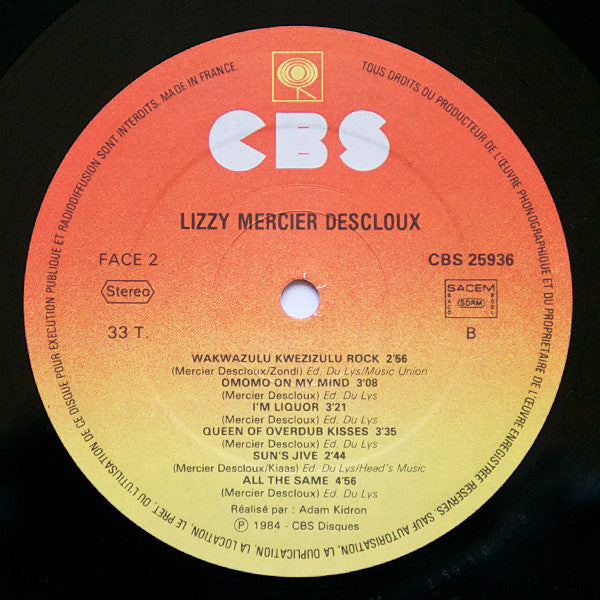 CBS
LIZZY MERCIER DESCLOUX
FACE 2
CBS 25936
Stereo
SACEM
SDRM
33 T.
B
WAKWAZULU KWEZIZULU ROCK 2'56
(Mercier Descloux/Zondi) Ed. Du Lys/Music Union
OMOMO ON MY MIND 3'08
(Mercier Descloux) Ed. Du Lys
I'M LIQUOR 3'21
(Mercier Descloux) Ed. Du Lys
QUEEN OF OVERDUB KISSES 3'35
(Mercier Descloux) Ed. Du Lys
SUN'S JIVE 2'44
(Mercier Descloux/Kiaas) Ed. Du Lys/Head's Music
ALL THE SAME 4'56
(Mercier Descloux) Ed. Du Lys
Réalisé par : Adam Kidron
℗ 1984 - CBS Disques
TOUS DROITS DU PRODUCTEUR DE L'ŒUVRE PHONOGRAPHIQUE ET DU PROPRIETAIRE DE L'ŒUVRE ENREGISTREE RESERVES. SAUF AUTORISATION, LA DUPLICATION, LA LOCATION, LE PRET, OU L'UTILISATION DE CE DISQUE POUR EXECUTION PUBLIQUE ET RADIODIFFUSION SONT INTERDITS. MADE IN FRANCE.